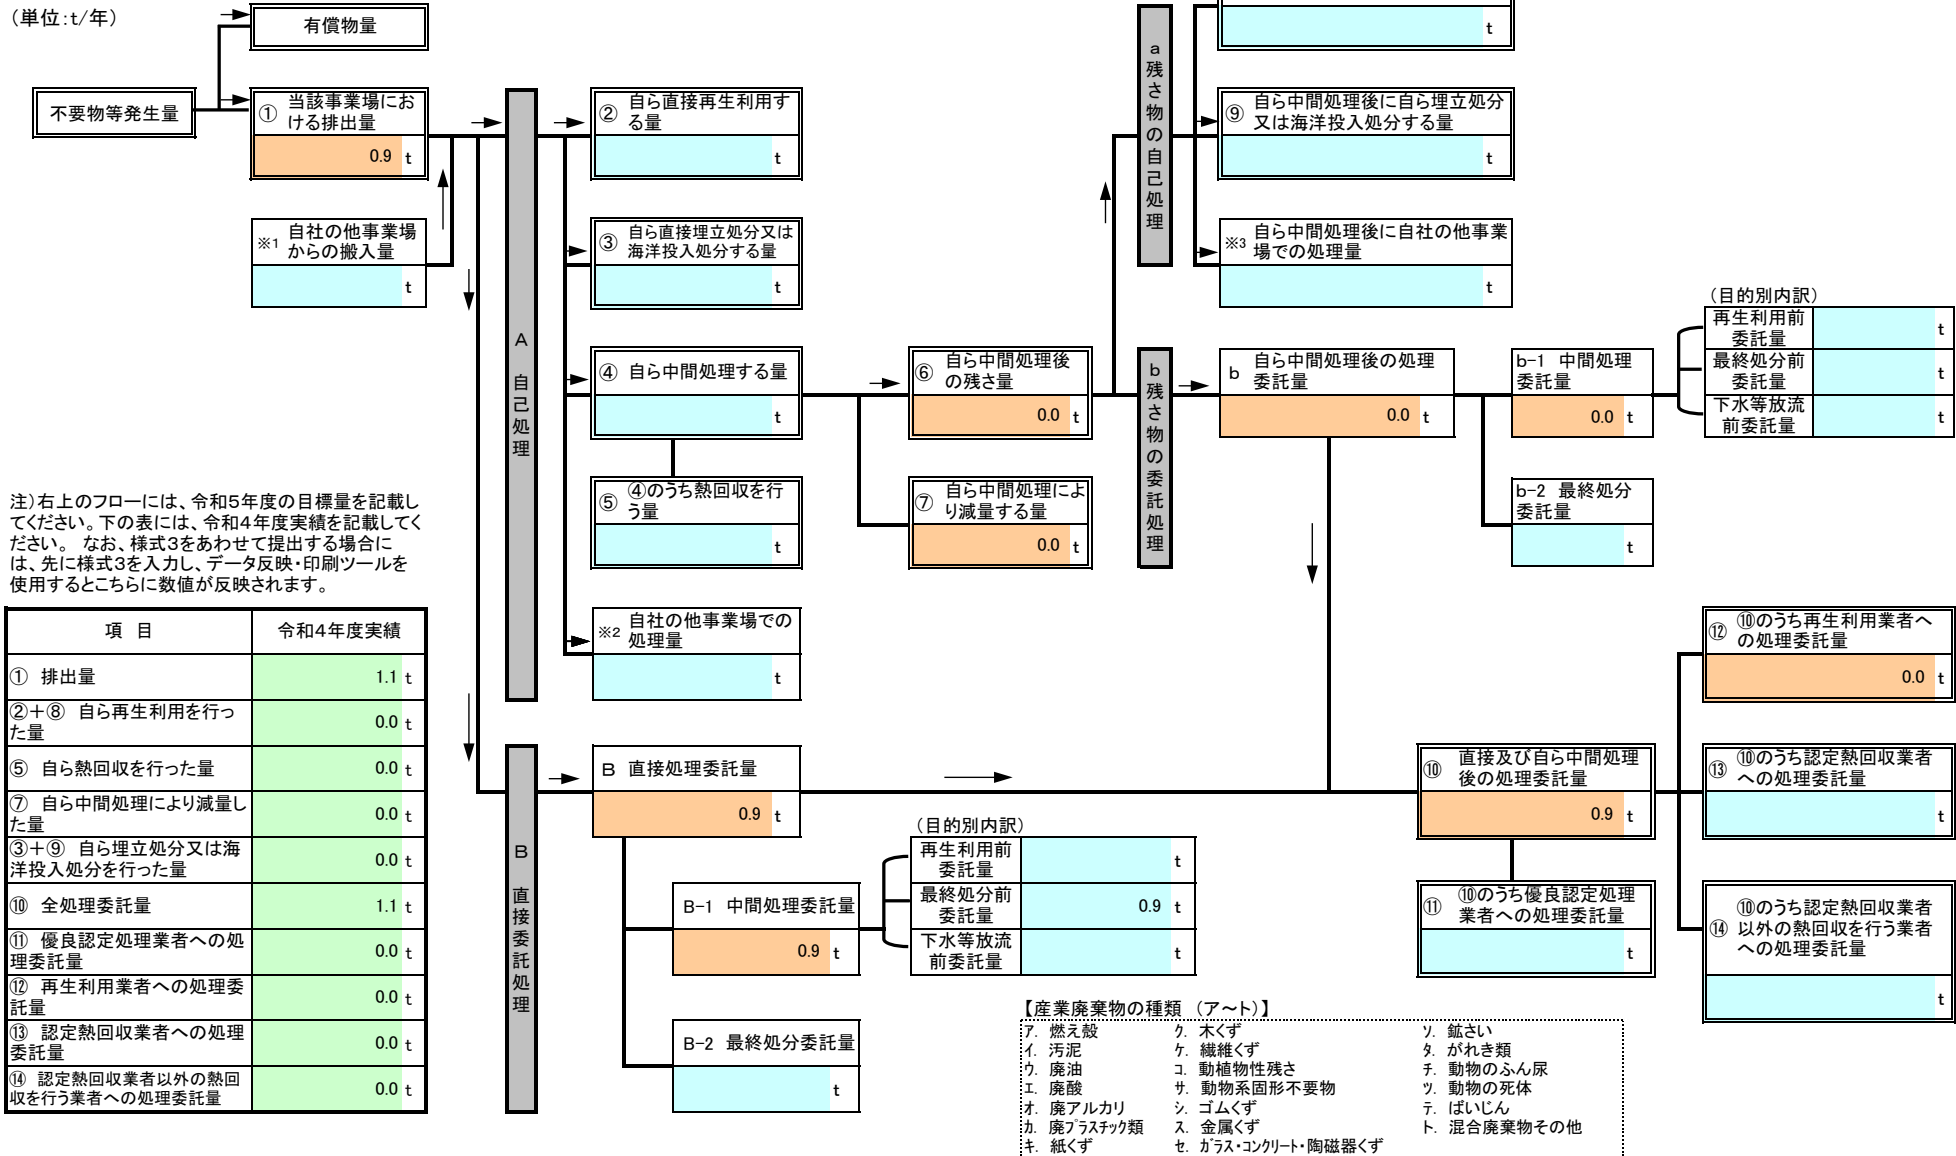 （単位:t/年）
有償物量
不要物等発生量
① 当該事業場にお
ける排出量
0.9 t
※1 自社の他事業場
からの搬入量
t
A 自己処理
② 自ら直接再生利用す
る量
t
③ 自ら直接埋立処分又は
海洋投入処分する量
t
④ 自ら中間処理する量
t
⑤ ④のうち熱回収を行
う量
t
※2 自社の他事業場での
処理量
t
⑥ 自ら中間処理後
の残さ量
0.0 t
⑦ 自ら中間処理によ
り減量する量
0.0 t
a 残さ物の自己処理
t
⑨ 自ら中間処理後に自ら埋立処分
又は海洋投入処分する量
t
※3 自ら中間処理後に自社の他事業
場での処理量
t
b 残さ物の委託処理
b 自ら中間処理後の処理
委託量
0.0 t
b-1 中間処理
委託量
0.0 t
b-2 最終処分
委託量
t
（目的別内訳）
再生利用前
委託量
t
最終処分前
委託量
t
下水等放流
前委託量
t
注）右上のフローには、令和5年度の目標量を記載し
てください。下の表には、令和4年度実績を記載してく
ださい。 なお、様式3をあわせて提出する場合に
は、先に様式3を入力し、データ反映・印刷ツールを
使用するとこちらに数値が反映されます。
項 目 令和4年度実績
① 排出量 1.1 t
②＋⑧ 自ら再生利用を行っ
た量 0.0 t
⑤ 自ら熱回収を行った量 0.0 t
⑦ 自ら中間処理により減量し
た量 0.0 t
③＋⑨ 自ら埋立処分又は海
洋投入処分を行った量 0.0 t
⑩ 全処理委託量 1.1 t
⑪ 優良認定処理業者への処
理委託量 0.0 t
⑫ 再生利用業者への処理委
託量 0.0 t
⑬ 認定熱回収業者への処理
委託量 0.0 t
⑭ 認定熱回収業者以外の熱回
収を行う業者への処理委託量 0.0 t
B 直接委託処理
B 直接処理委託量
0.9 t
B-1 中間処理委託量
0.9 t
B-2 最終処分委託量
t
（目的別内訳）
再生利用前
委託量
t
最終処分前
委託量
0.9 t
下水等放流
前委託量
t
⑩ 直接及び自ら中間処理
後の処理委託量
0.9 t
⑪ ⑩のうち優良認定処理
業者への処理委託量
t
⑫ ⑩のうち再生利用業者へ
の処理委託量
0.0 t
⑬ ⑩のうち認定熱回収業者
への処理委託量
t
⑭ ⑩のうち認定熱回収業者
以外の熱回収を行う業者
への処理委託量
t
【産業廃棄物の種類 （ア～ト）】
ア. 燃え殻 ク. 木くず ソ. 鉱さい
イ. 汚泥 ケ. 繊維くず タ. がれき類
ウ. 廃油 コ. 動植物性残さ チ. 動物のふん尿
エ. 廃酸 サ. 動物系固形不要物 ツ. 動物の死体
オ. 廃アルカリ シ. ゴムくず テ. ばいじん
カ. 廃プラスチック類 ス. 金属くず ト. 混合廃棄物その他
キ. 紙くず セ. ガラス・コンクリート・陶磁器くず